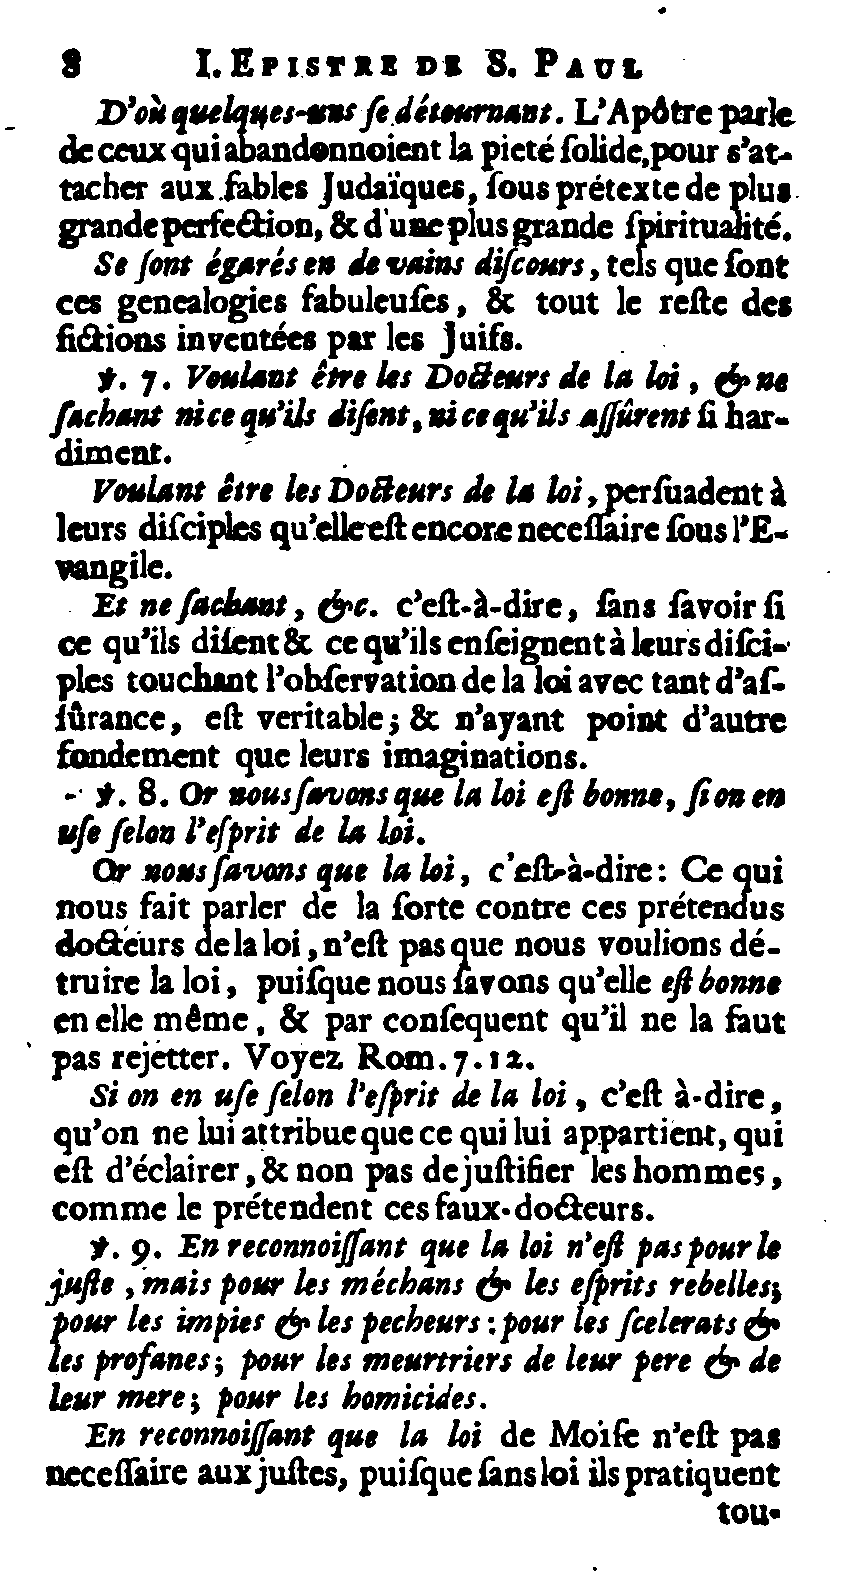 8 I. EPISTRE DE S. PAUL
D'où quelques-uns ſe détournant. L'Apôtre parle
de ceux qui abandonnoient la pieté ſolide, pour s'at-
tacher aux fables Judaïques, ſous prétexte de plus
grande perfection, & d'une plus grande ſpiritualité.
Se ſont égarés en de vains diſcours, tels que ſont
ces genealogies fabuleuſes, & tout le reſte des
fictions inventées par les Juifs.
℣. 7. Voulant être les Docteurs de la loi, & ne
ſachant ni ce qu'ils diſent, ni ce qu'ils aſſûrent ſi har-
diment.
Voulant être les Docteurs de la loi, perſuadent à
leurs diſciples qu'elle eſt encore neceſſaire ſous l'E-
vangile.
Et ne ſachant, &c. c'eſt-à-dire, ſans ſavoir ſi
ce qu'ils diſent & ce qu'ils enſeignent à leurs diſci-
ples touchant l'obſervation de la loi avec tant d'aſ-
ſûrance, eſt veritable; & n'ayant point d'autre
fondement que leurs imaginations.
℣. 8. Or nous ſavons que la loi eſt bonne, ſi on en
uſe ſelon l'eſprit de la loi.
Or nous ſavons que la loi, c'eſt-à-dire: Ce qui
nous fait parler de la ſorte contre ces prétendus
docteurs de la loi, n'eſt pas que nous voulions dé-
truire la loi, puiſque nous ſavons qu'elle eſt bonne
en elle même, & par conſequent qu'il ne la faut
pas rejetter. Voyez Rom. 7. 12.
Si on en uſe ſelon l'eſprit de la loi, c'eſt à-dire,
qu'on ne lui attribue que ce qui lui appartient, qui
eſt d'éclairer, & non pas de juſtifier les hommes,
comme le prétendent ces faux-docteurs.
℣. 9. En reconnoiſſant que la loi n'eſt pas pour le
juſte, mais pour les méchans & les eſprits rebelles;
pour les impies & les pecheurs: pour les ſcelerats &
les profanes; pour les meurtriers de leur pere & de
leur mere; pour les homicides.
En reconnoiſſant que la loi de Moïſe n'eſt pas
neceſſaire aux juſtes, puiſque ſans loi ils pratiquent
tou-